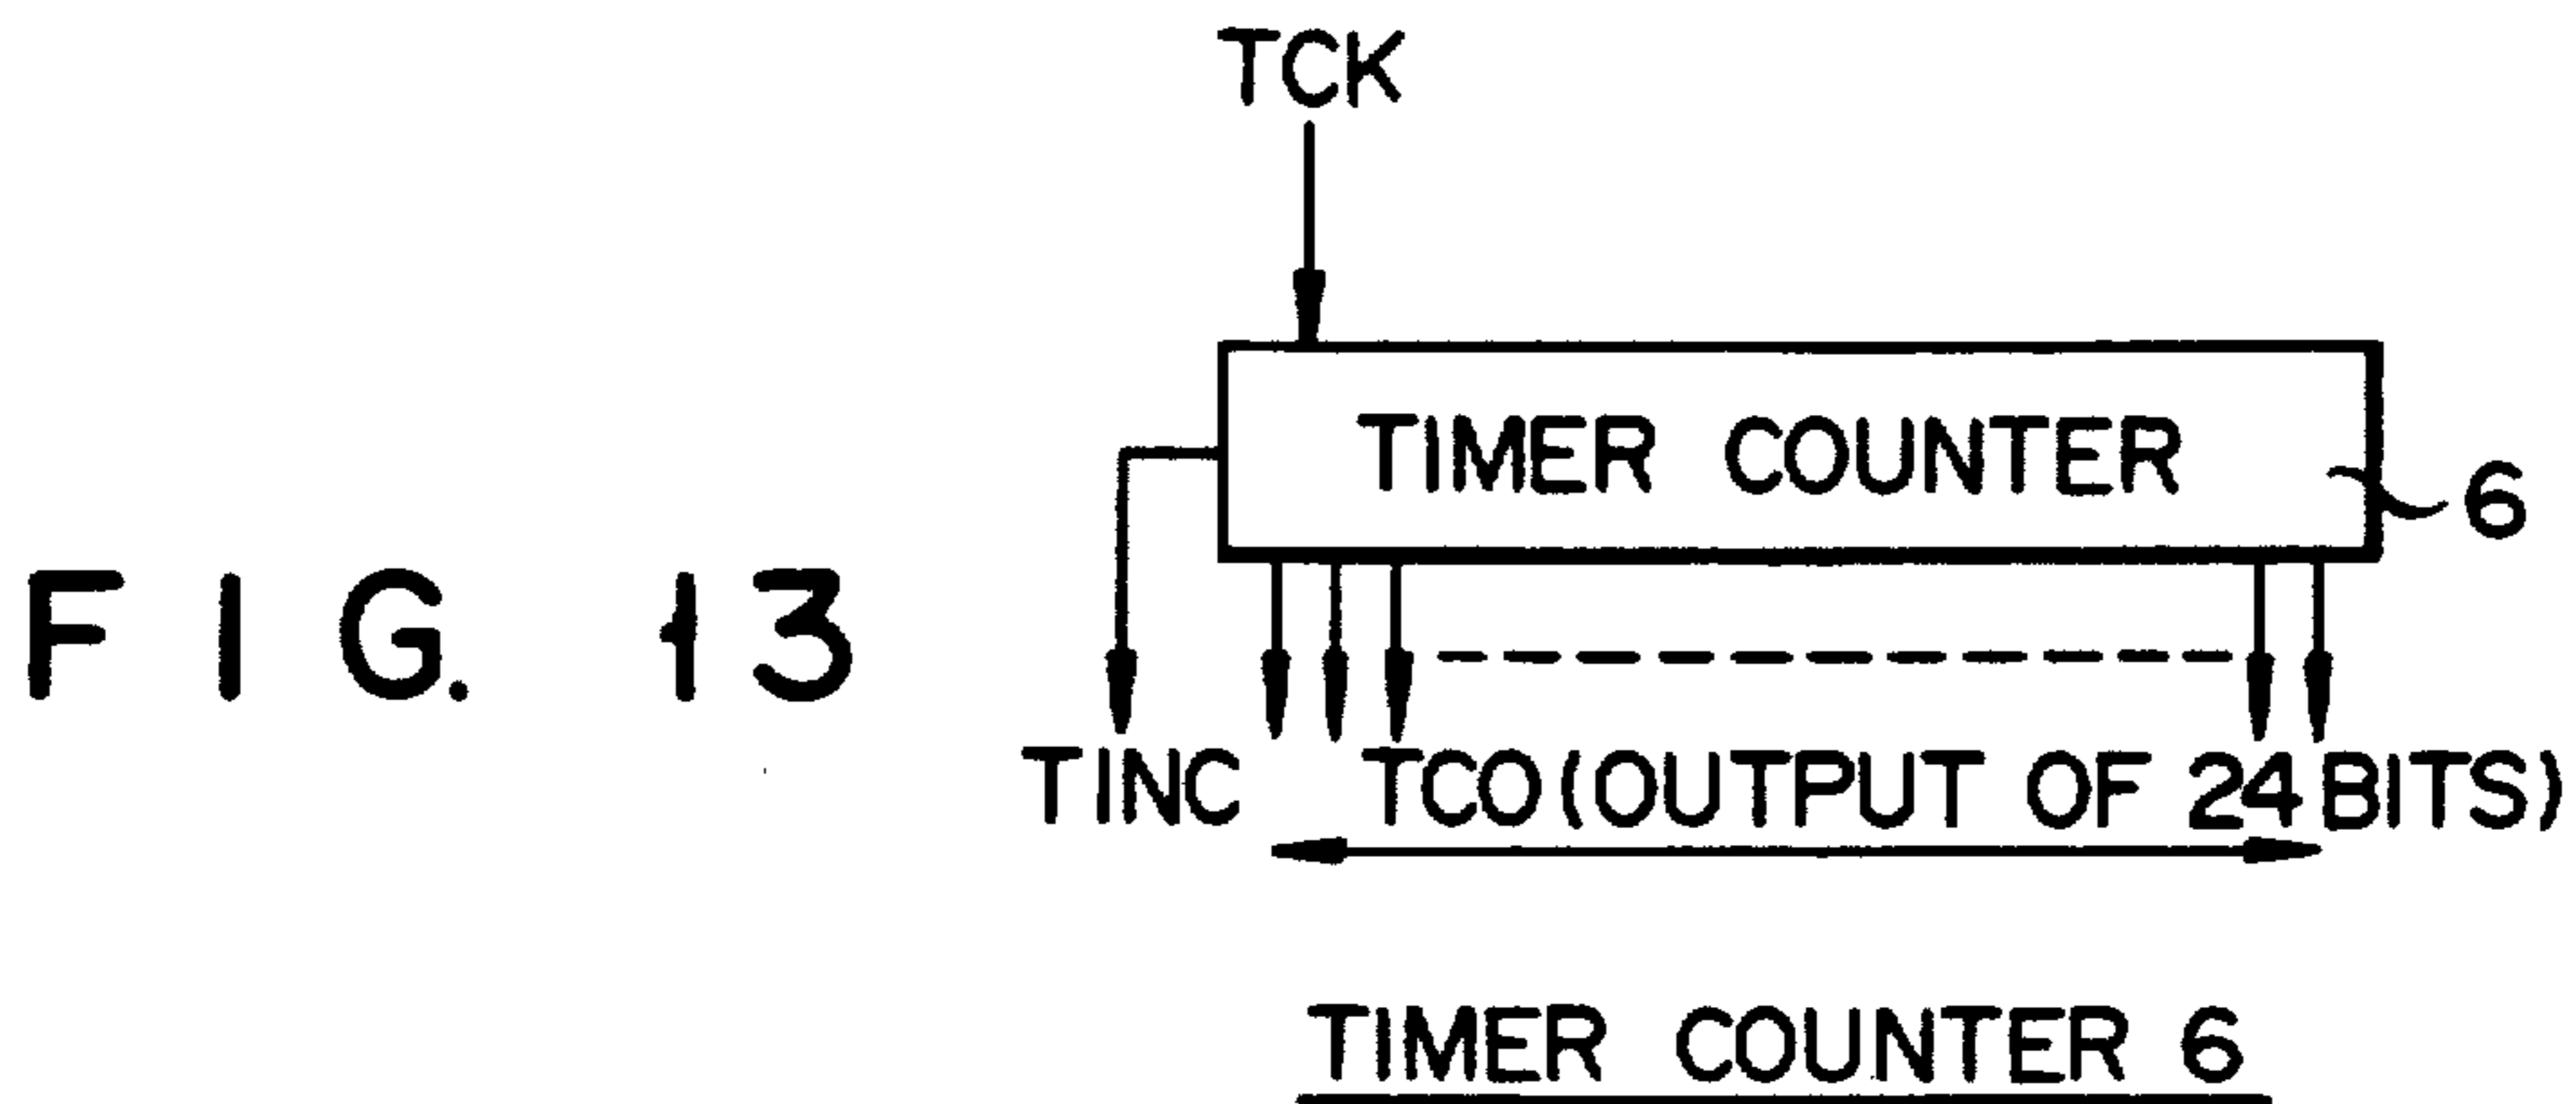 TCK
TIMER COUNTER
6
FIG. 13
TINC
TCO (OUTPUT OF 24 BITS)
TIMER COUNTER 6